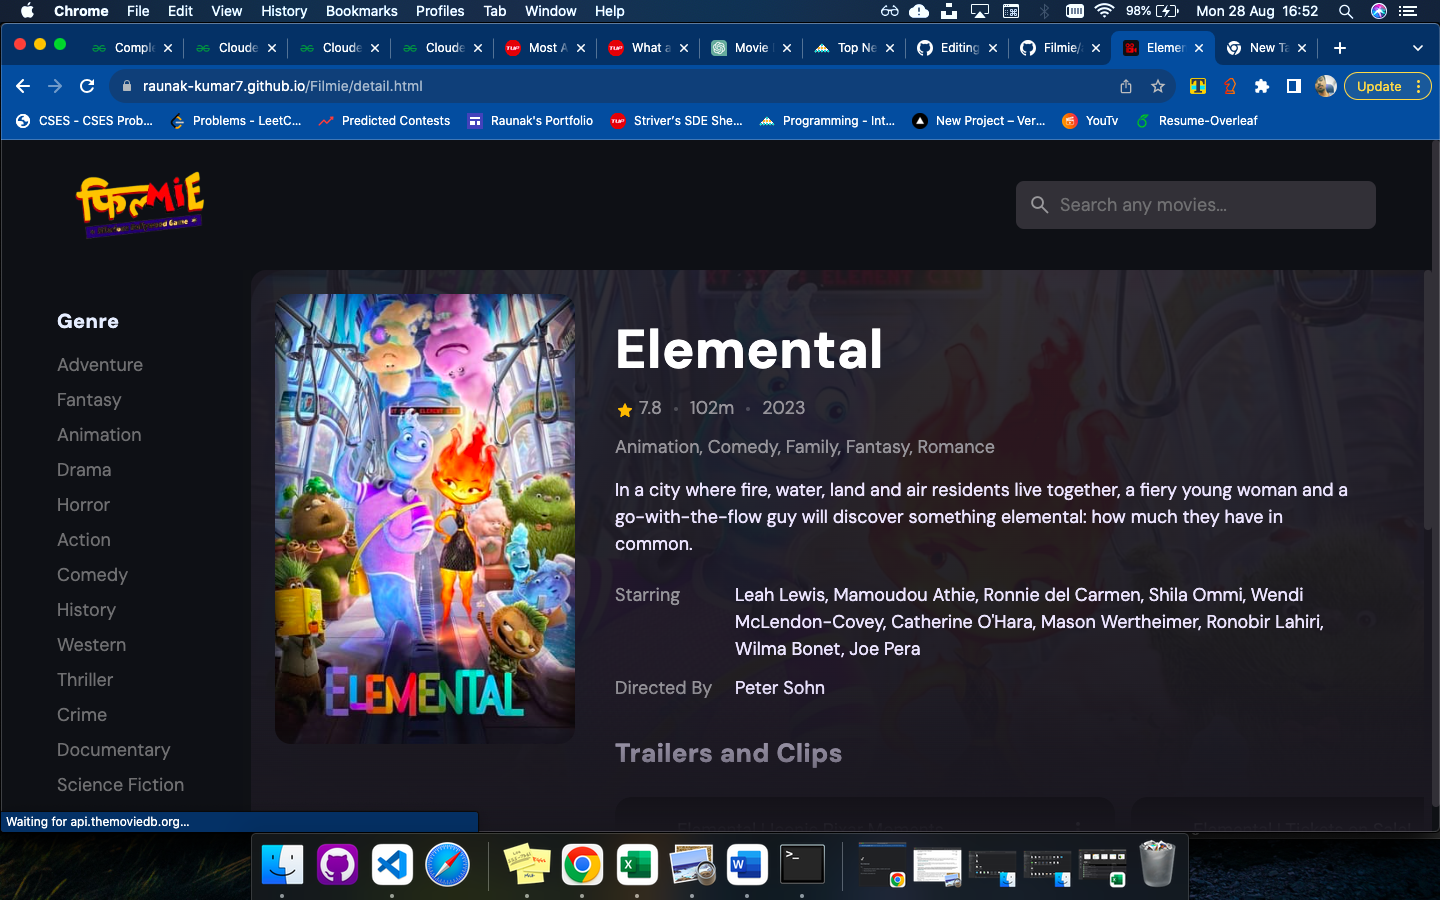 Chrome File Edit View History Bookmarks Profiles Tab Window Help 98% Mon 28 Aug 16:52
Comple Cloude Cloude Cloude Most A What a Movie Top Ne Editing Filmie/ Elemen New Ta
raunak-kumar7.github.io/Filmie/detail.html Update
CSES - CSES Prob... Problems - LeetC... Predicted Contests Raunak's Portfolio Striver's SDE She... Programming - Int... New Project – Ver... YouTv Resume-Overleaf
फिल्मiE
Search any movies...
Genre
Adventure
Fantasy
Animation
Drama
Horror
Action
Comedy
History
Western
Thriller
Crime
Documentary
Science Fiction
ELEMENTAL
Elemental
7.8 • 102m • 2023
Animation, Comedy, Family, Fantasy, Romance
In a city where fire, water, land and air residents live together, a fiery young woman and a
go-with-the-flow guy will discover something elemental: how much they have in
common.
Starring Leah Lewis, Mamoudou Athie, Ronnie del Carmen, Shila Ommi, Wendi
McLendon-Covey, Catherine O'Hara, Mason Wertheimer, Ronobir Lahiri,
Wilma Bonet, Joe Pera
Directed By Peter Sohn
Trailers and Clips
Waiting for api.themoviedb.org...